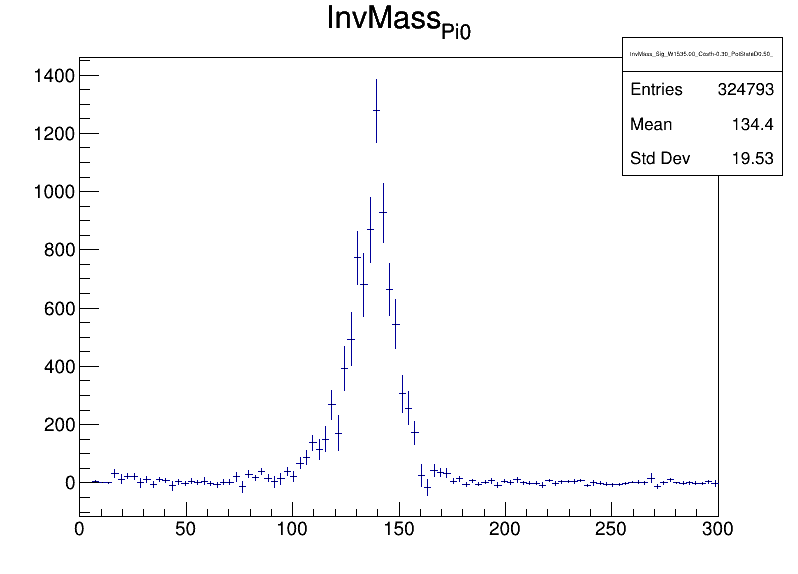 InvMass_Pi0
InvMass_Sig_W1535.00_Costh-0.30_PolStateD0.50_
Entries 324793
Mean 134.4
Std Dev 19.53
1400
1200
1000
800
600
400
200
0
0 50 100 150 200 250 300